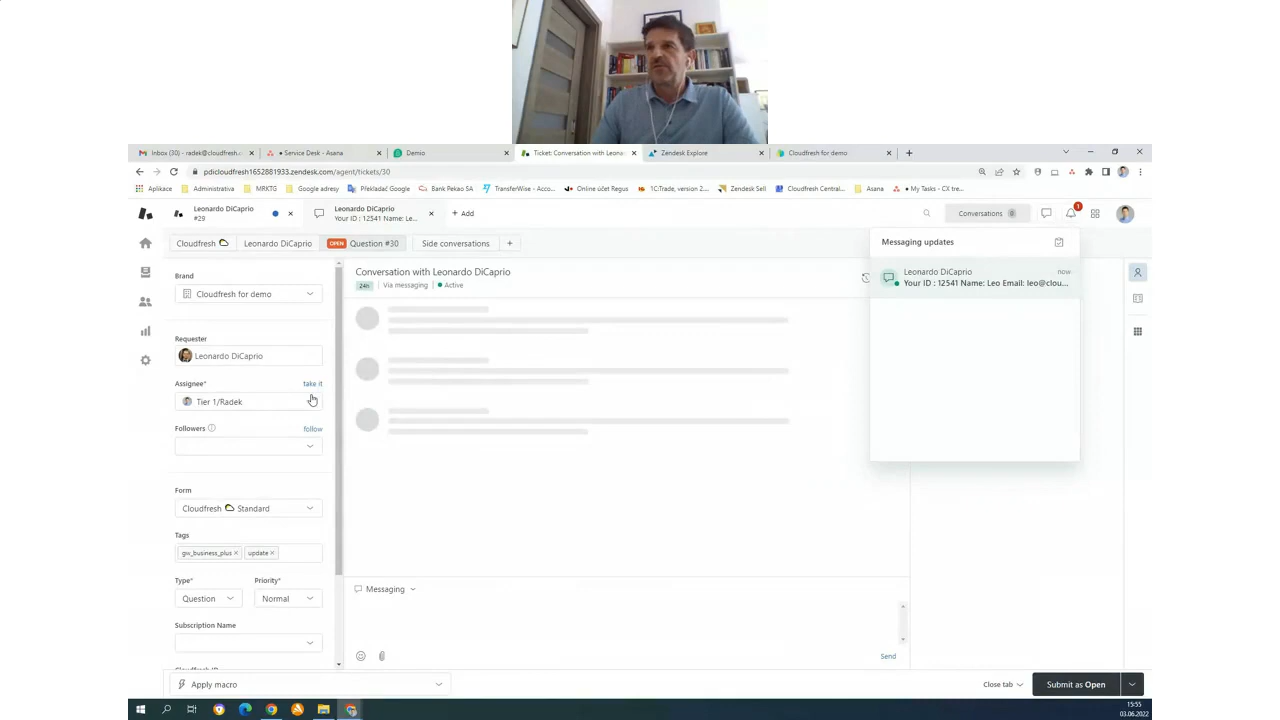 Inbox (30) - radek@cloudfresh.c
• Service Desk - Asana
Demio
Ticket: Conversation with Leona
Zendesk Explore
Cloudfresh for demo
pdicloudfresh1652881933.zendesk.com/agent/tickets/30
Aplikace
Administrativa
MRKTG
Google adresy
Překladač Google
Bank Pekao SA
TransferWise - Acco...
Online účet Regus
1C:Trade, version 2....
Zendesk Sell
Cloudfresh Central...
Asana
• My Tasks - CX tre...
Leonardo DiCaprio
#29
Leonardo DiCaprio
Your ID : 12541 Name: Le...
+ Add
Conversations 0
1
Cloudfresh
Leonardo DiCaprio
OPEN Question #30
Side conversations
+
Messaging updates
Leonardo DiCaprio
now
Your ID : 12541 Name: Leo Email: leo@clou...
Brand
Cloudfresh for demo
Requester
Leonardo DiCaprio
Assignee*
take it
Tier 1/Radek
Followers
follow
Form
Cloudfresh Standard
Tags
gw_business_plus ×
update ×
Type*
Priority*
Question
Normal
Subscription Name
Conversation with Leonardo DiCaprio
24h
Via messaging
Active
Messaging
Send
Apply macro
Close tab
Submit as Open
15:55
03.06.2022